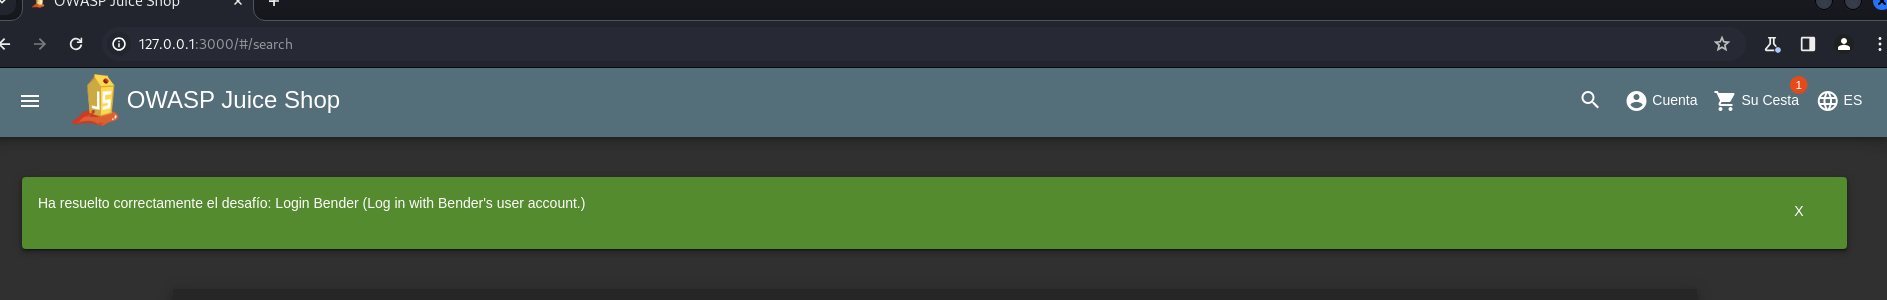 OWASP Juice Shop
127.0.0.1:3000/#/search
OWASP Juice Shop
Cuenta
1
Su Cesta
ES
Ha resuelto correctamente el desafío: Login Bender (Log in with Bender's user account.)
X